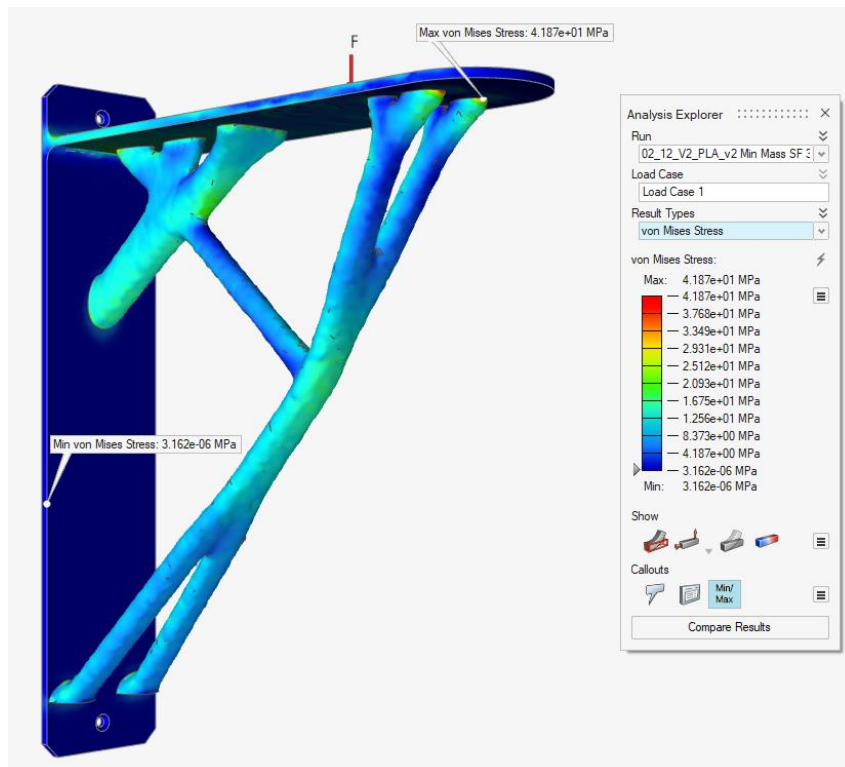 F
Max von Mises Stress: 4.187e+01 MPa
Min von Mises Stress: 3.162e-06 MPa
Analysis Explorer
Run
02_12_V2_PLA_v2 Min Mass SF 3
Load Case
Load Case 1
Result Types
von Mises Stress
von Mises Stress:
Max: 4.187e+01 MPa
4.187e+01 MPa
3.768e+01 MPa
3.349e+01 MPa
2.931e+01 MPa
2.512e+01 MPa
2.093e+01 MPa
1.675e+01 MPa
1.256e+01 MPa
8.373e+00 MPa
4.187e+00 MPa
3.162e-06 MPa
Min: 3.162e-06 MPa
Show
Callouts
Min/
Max
Compare Results